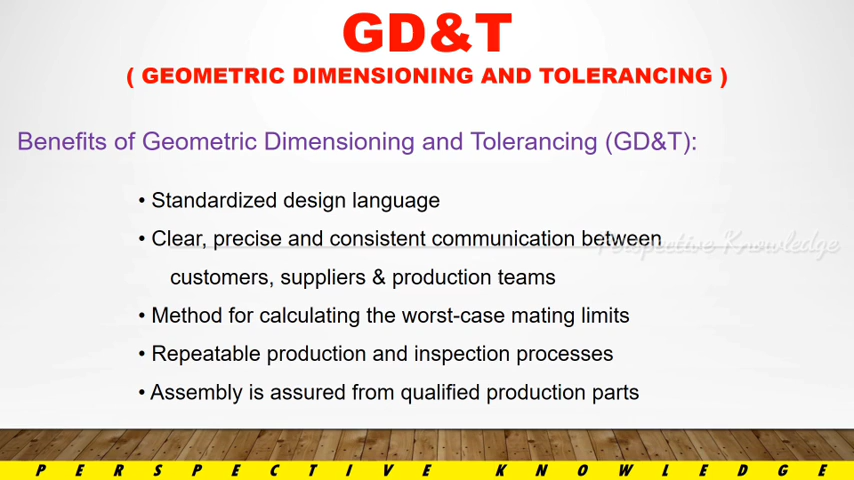 GD&T
( GEOMETRIC DIMENSIONING AND TOLERANCING )
Benefits of Geometric Dimensioning and Tolerancing (GD&T):
• Standardized design language
• Clear, precise and consistent communication between
Perspective Knowledge
customers, suppliers & production teams
• Method for calculating the worst-case mating limits
• Repeatable production and inspection processes
• Assembly is assured from qualified production parts
PERSPECTIVE KNOWLEDGE